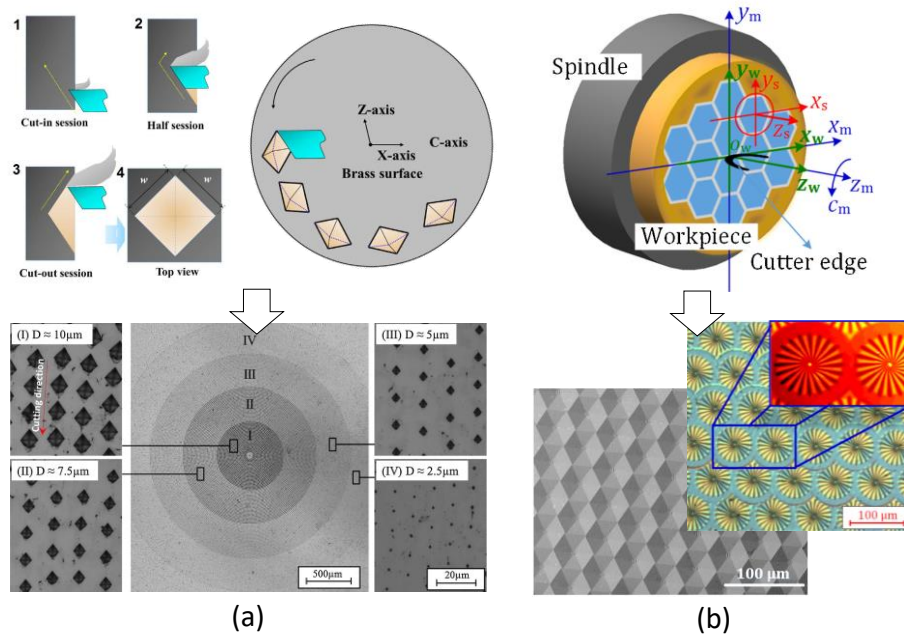 1
2
Cut-in session
Half session
3
4
w
w
Cut-out session
Top view
Z-axis
X-axis
C-axis
Brass surface
(I) D ≈ 10μm
Cutting direction
(II) D ≈ 7.5μm
IV
III
II
I
500μm
(III) D ≈ 5μm
(IV) D ≈ 2.5μm
20μm
(a)
Spindle
ym
yw
ys
xs
xm
zs
xw
ow
zw
zm
cm
Workpiece
Cutter edge
100 μm
100 μm
(b)